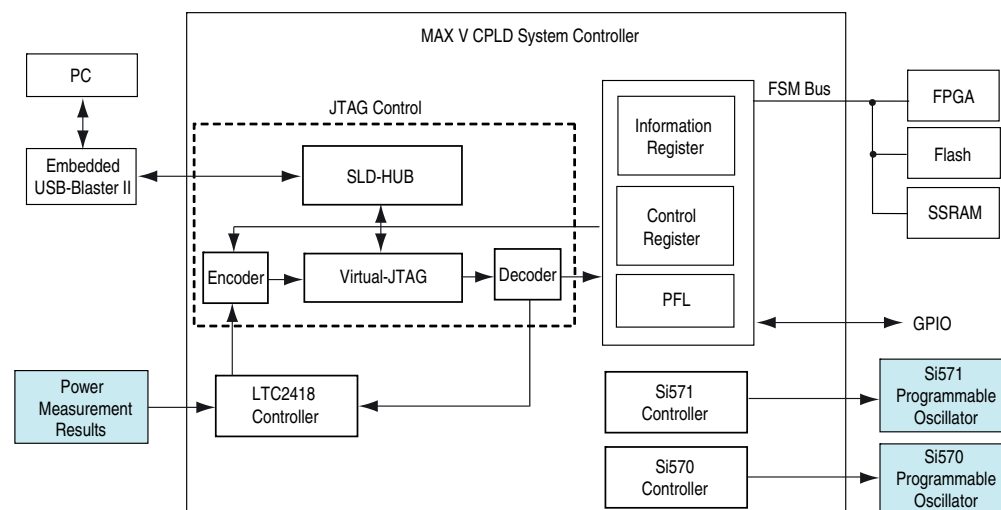 MAX V CPLD System Controller
PC
JTAG Control
FSM Bus
FPGA
Information
Register
Embedded
USB-Blaster II
SLD-HUB
Flash
Control
Register
SSRAM
Encoder
Virtual-JTAG
Decoder
PFL
GPIO
Power
Measurement
Results
LTC2418
Controller
Si571
Controller
Si571
Programmable
Oscillator
Si570
Controller
Si570
Programmable
Oscillator